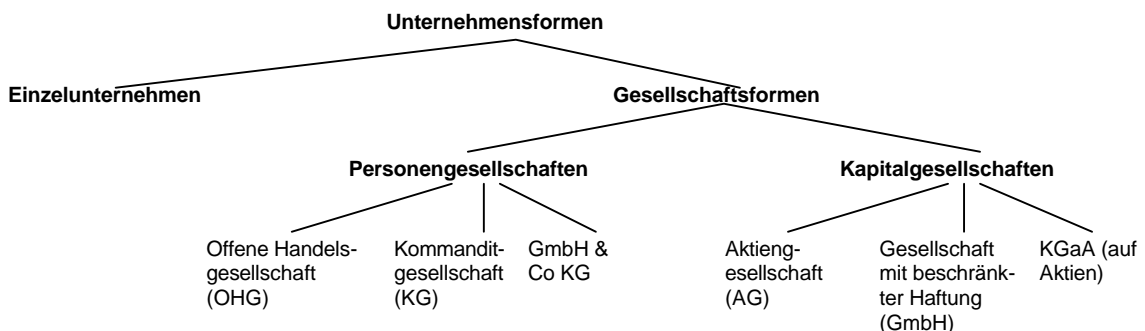 Unternehmensformen
Einzelunternehmen
Gesellschaftsformen
Personengesellschaften
Kapitalgesellschaften
Offene Handels-
gesellschaft
(OHG)
Kommandit-
gesellschaft
(KG)
GmbH &
Co KG
Aktieng-
esellschaft
(AG)
Gesellschaft
mit beschränk-
ter Haftung
(GmbH)
KGaA (auf
Aktien)